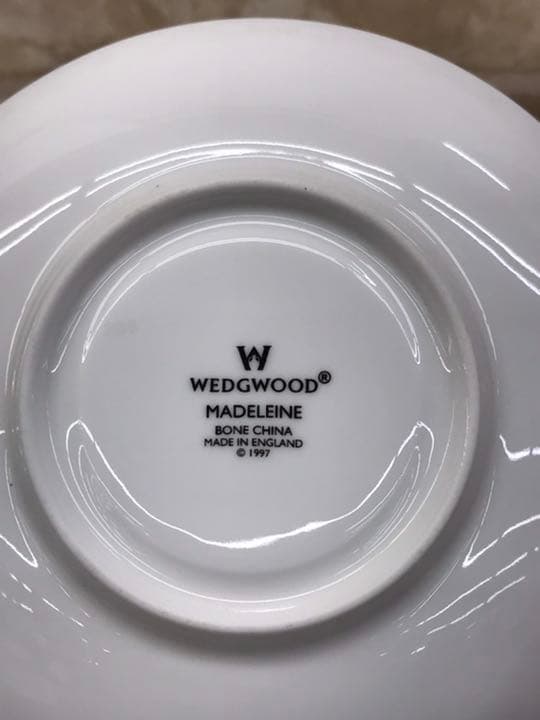 W
WEDGWOOD®
MADELEINE
BONE CHINA
MADE IN ENGLAND
© 1997